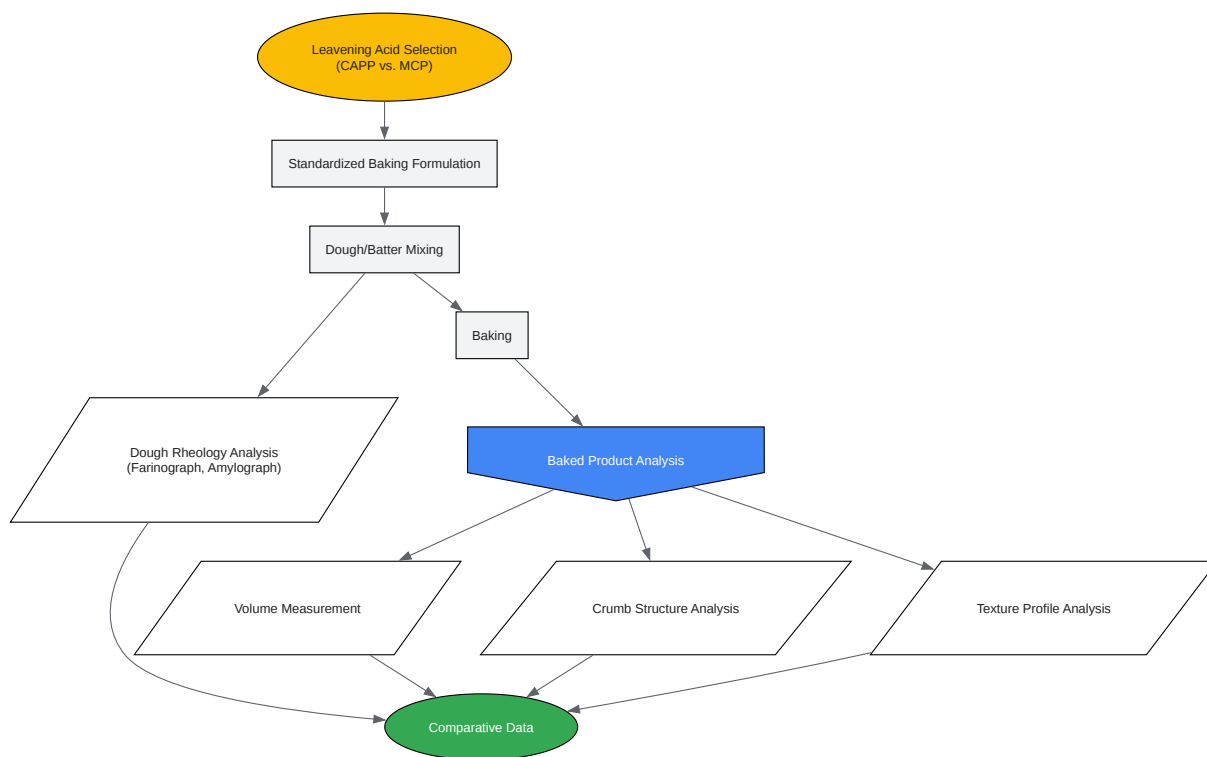 Leavening Acid Selection
(CAPP vs. MCP)
Standardized Baking Formulation
Dough/Batter Mixing
Baking
Dough Rheology Analysis
(Farinograph, Amylograph)
Baked Product Analysis
Volume Measurement
Crumb Structure Analysis
Texture Profile Analysis
Comparative Data